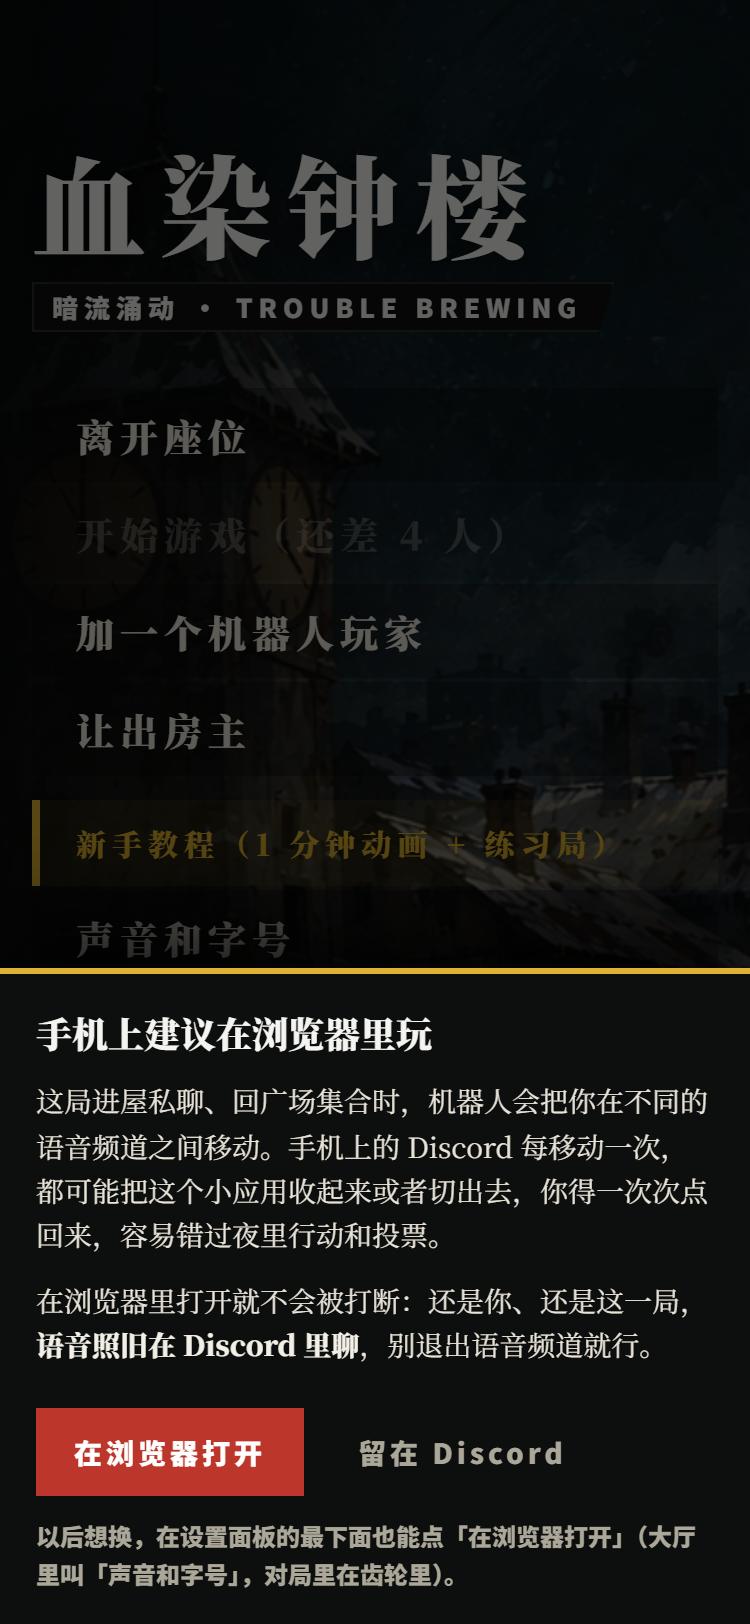 血染钟楼
暗流涌动 • TROUBLE BREWING
离开座位
开始游戏（还差 4 人）
加一个机器人玩家
让出房主
新手教程（1 分钟动画 + 练习局）
声音和字号
手机上建议在浏览器里玩
这局进屋私聊、回广场集合时，机器人会把你在不同的
语音频道之间移动。手机上的 Discord 每移动一次，
都可能把这个小应用收起来或者切出去，你得一次次点
回来，容易错过夜里行动和投票。
在浏览器里打开就不会被打断：还是你、还是这一局，
语音照旧在 Discord 里聊，别退出语音频道就行。
在浏览器打开
留在 Discord
以后想换，在设置面板的最下面也能点「在浏览器打开」（大厅
里叫「声音和字号」，对局里在齿轮里）。